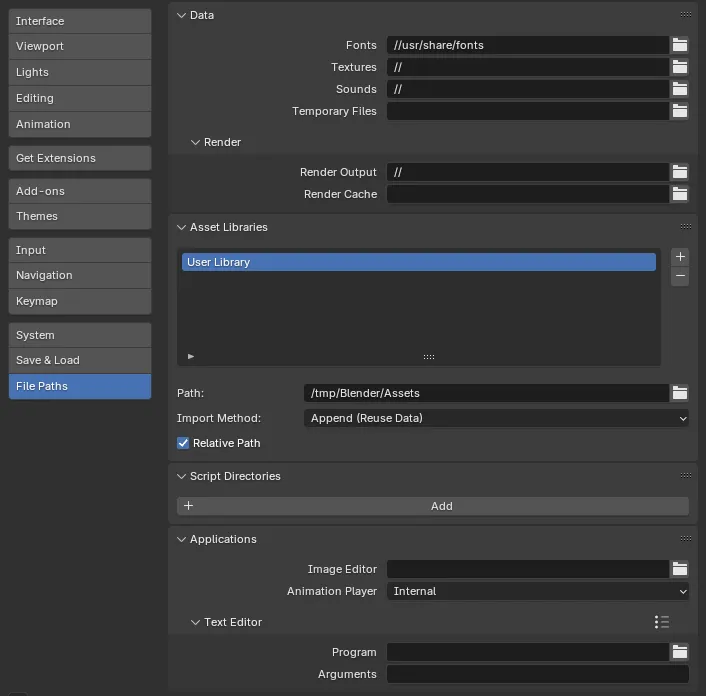 Interface
Viewport
Lights
Editing
Animation
Get Extensions
Add-ons
Themes
Input
Navigation
Keymap
System
Save & Load
File Paths
Data
Fonts //usr/share/fonts
Textures //
Sounds //
Temporary Files
Render
Render Output //
Render Cache
Asset Libraries
User Library
Path: /tmp/Blender/Assets
Import Method: Append (Reuse Data)
Relative Path
Script Directories
Add
Applications
Image Editor
Animation Player Internal
Text Editor
Program
Arguments